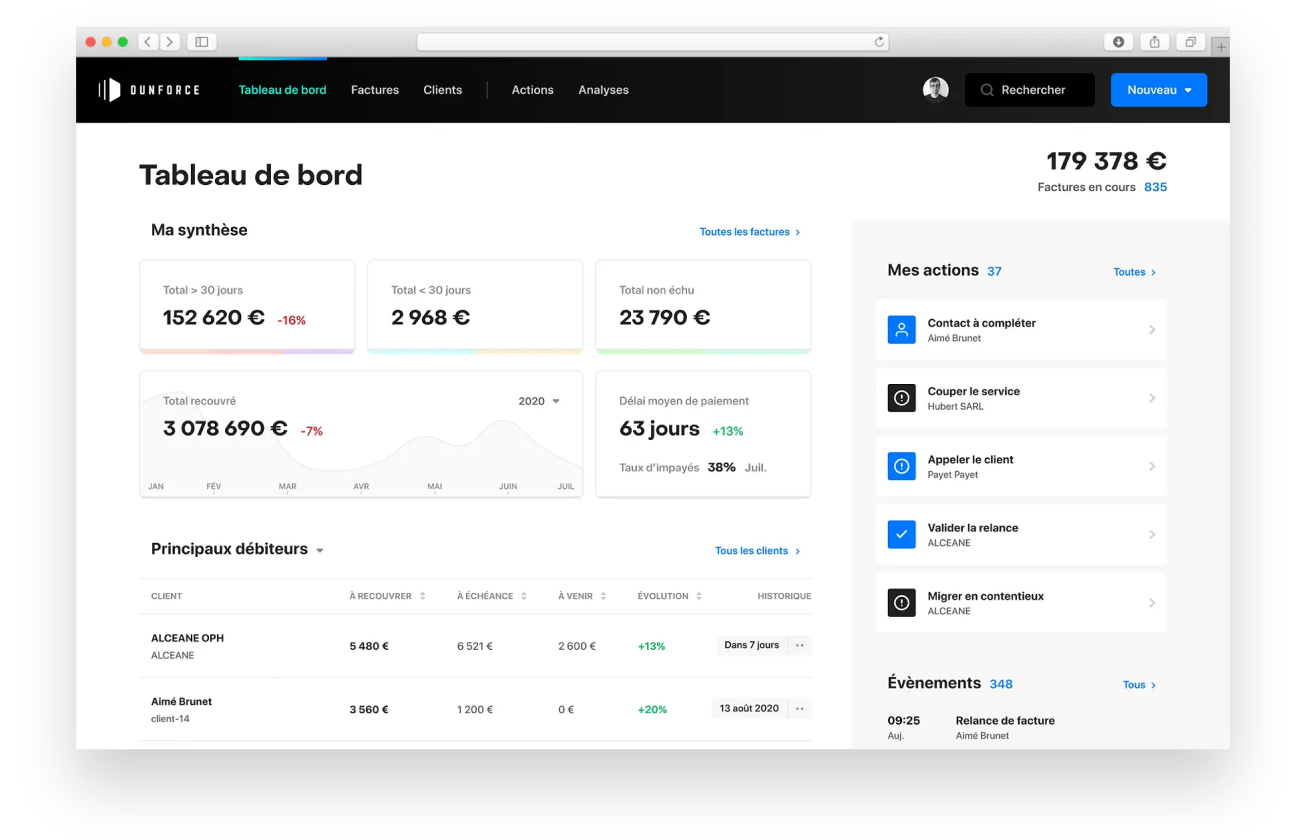 DUNFORCE
Tableau de bord
Factures
Clients
Actions
Analyses
Rechercher
Nouveau
Tableau de bord
179 378 €
Factures en cours 835
Ma synthèse
Toutes les factures
Total > 30 jours
152 620 € -16%
Total < 30 jours
2 968 €
Total non échu
23 790 €
Total recouvré
2020
3 078 690 € -7%
JAN FÉV MAR AVR MAI JUIN JUIL
Délai moyen de paiement
63 jours +13%
Taux d'impayés 38% Juil.
Principaux débiteurs
Tous les clients
CLIENT À RECOUVRER À ÉCHÉANCE À VENIR ÉVOLUTION HISTORIQUE
ALCEANE OPH
ALCEANE
5 480 € 6 521 € 2 600 € +13% Dans 7 jours
Aimé Brunet
client-14
3 560 € 1 200 € 0 € +20% 13 août 2020
Mes actions 37
Toutes
Contact à compléter
Aimé Brunet
Couper le service
Hubert SARL
Appeler le client
Payet Payet
Valider la relance
ALCEANE
Migrer en contentieux
ALCEANE
Évènements 348
Tous
09:25 Relance de facture
Auj. Aimé Brunet